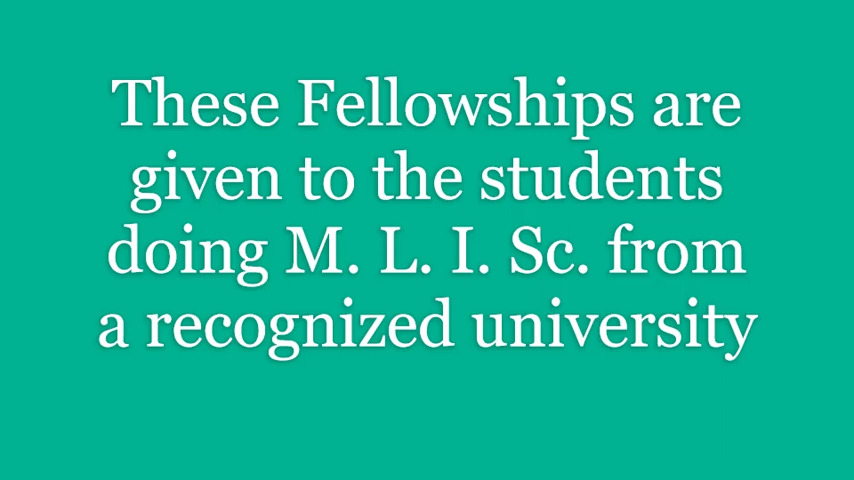 These Fellowships are
given to the students
doing M. L. I. Sc. from
a recognized university